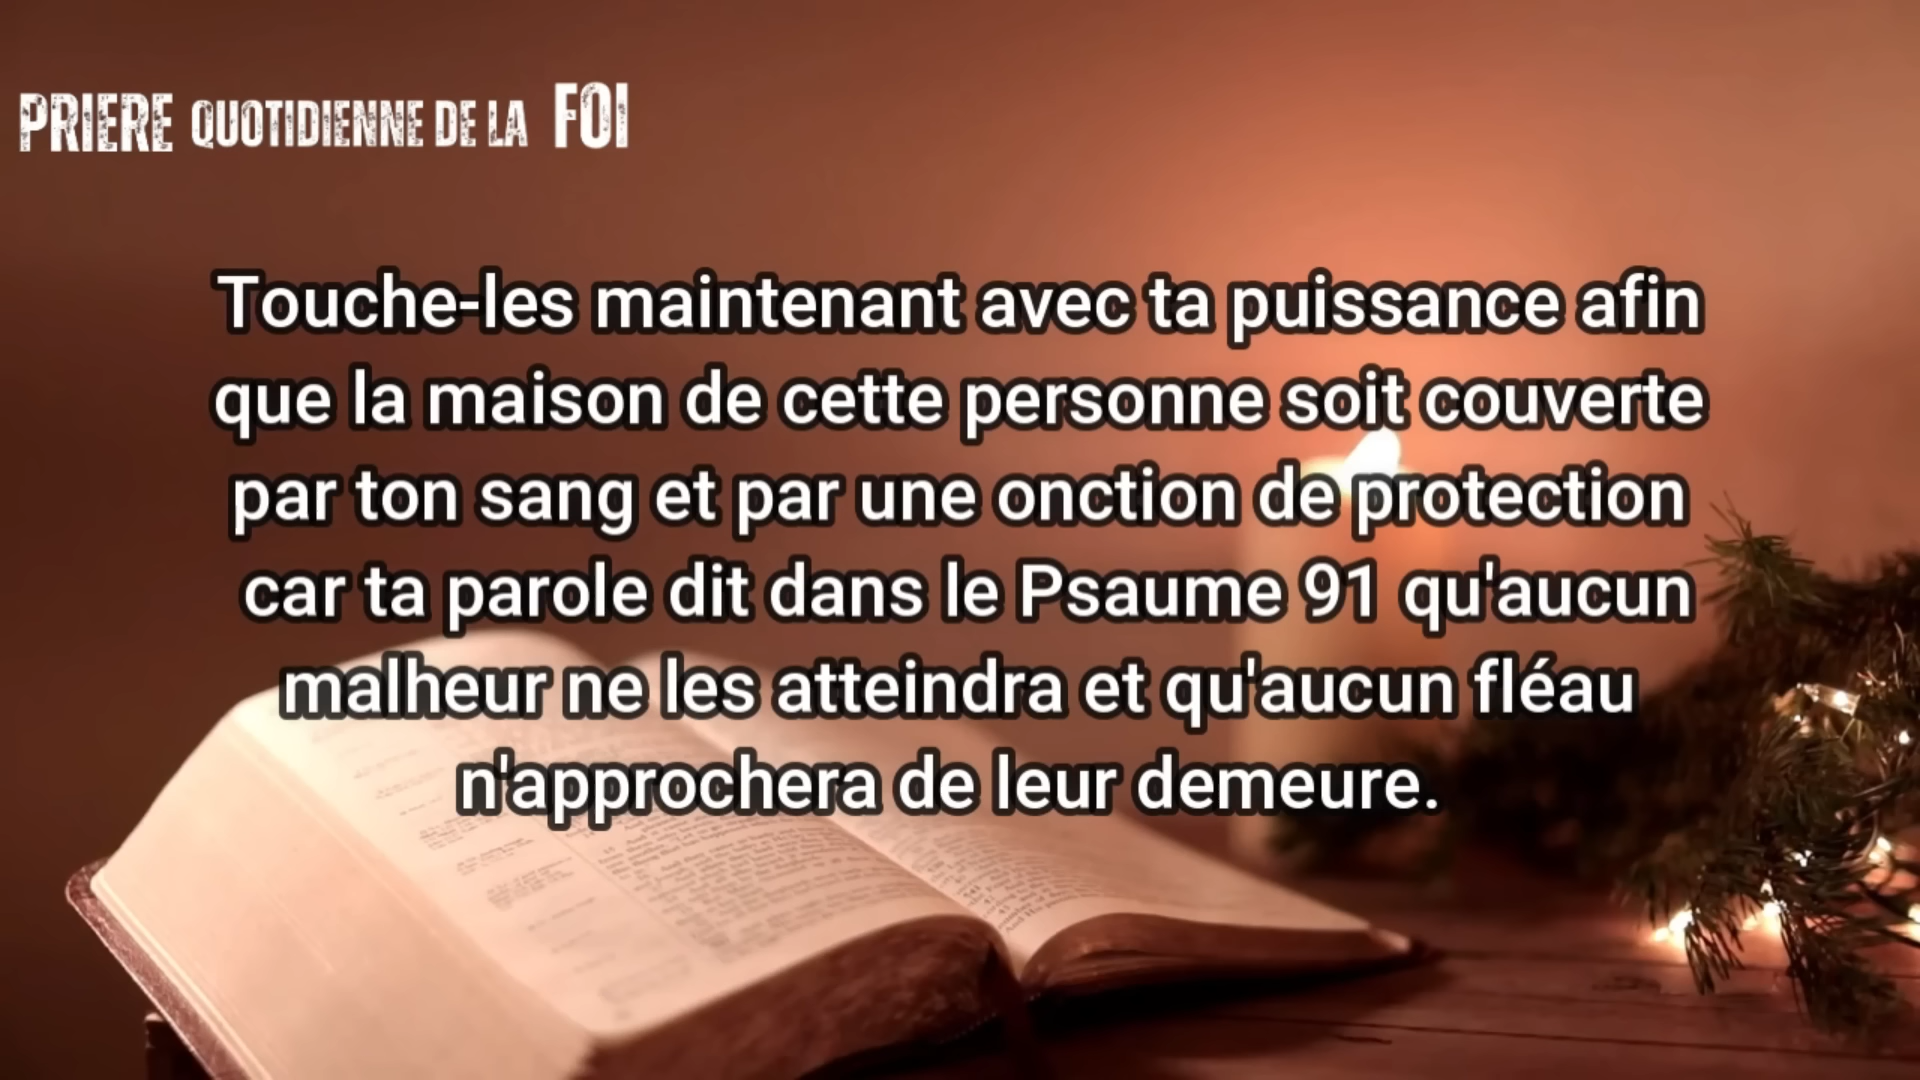 PRIERE QUOTIDIENNE DE LA FOI
Touche-les maintenant avec ta puissance afin
que la maison de cette personne soit couverte
par ton sang et par une onction de protection
car ta parole dit dans le Psaume 91 qu'aucun
malheur ne les atteindra et qu'aucun fléau
n'approchera de leur demeure.